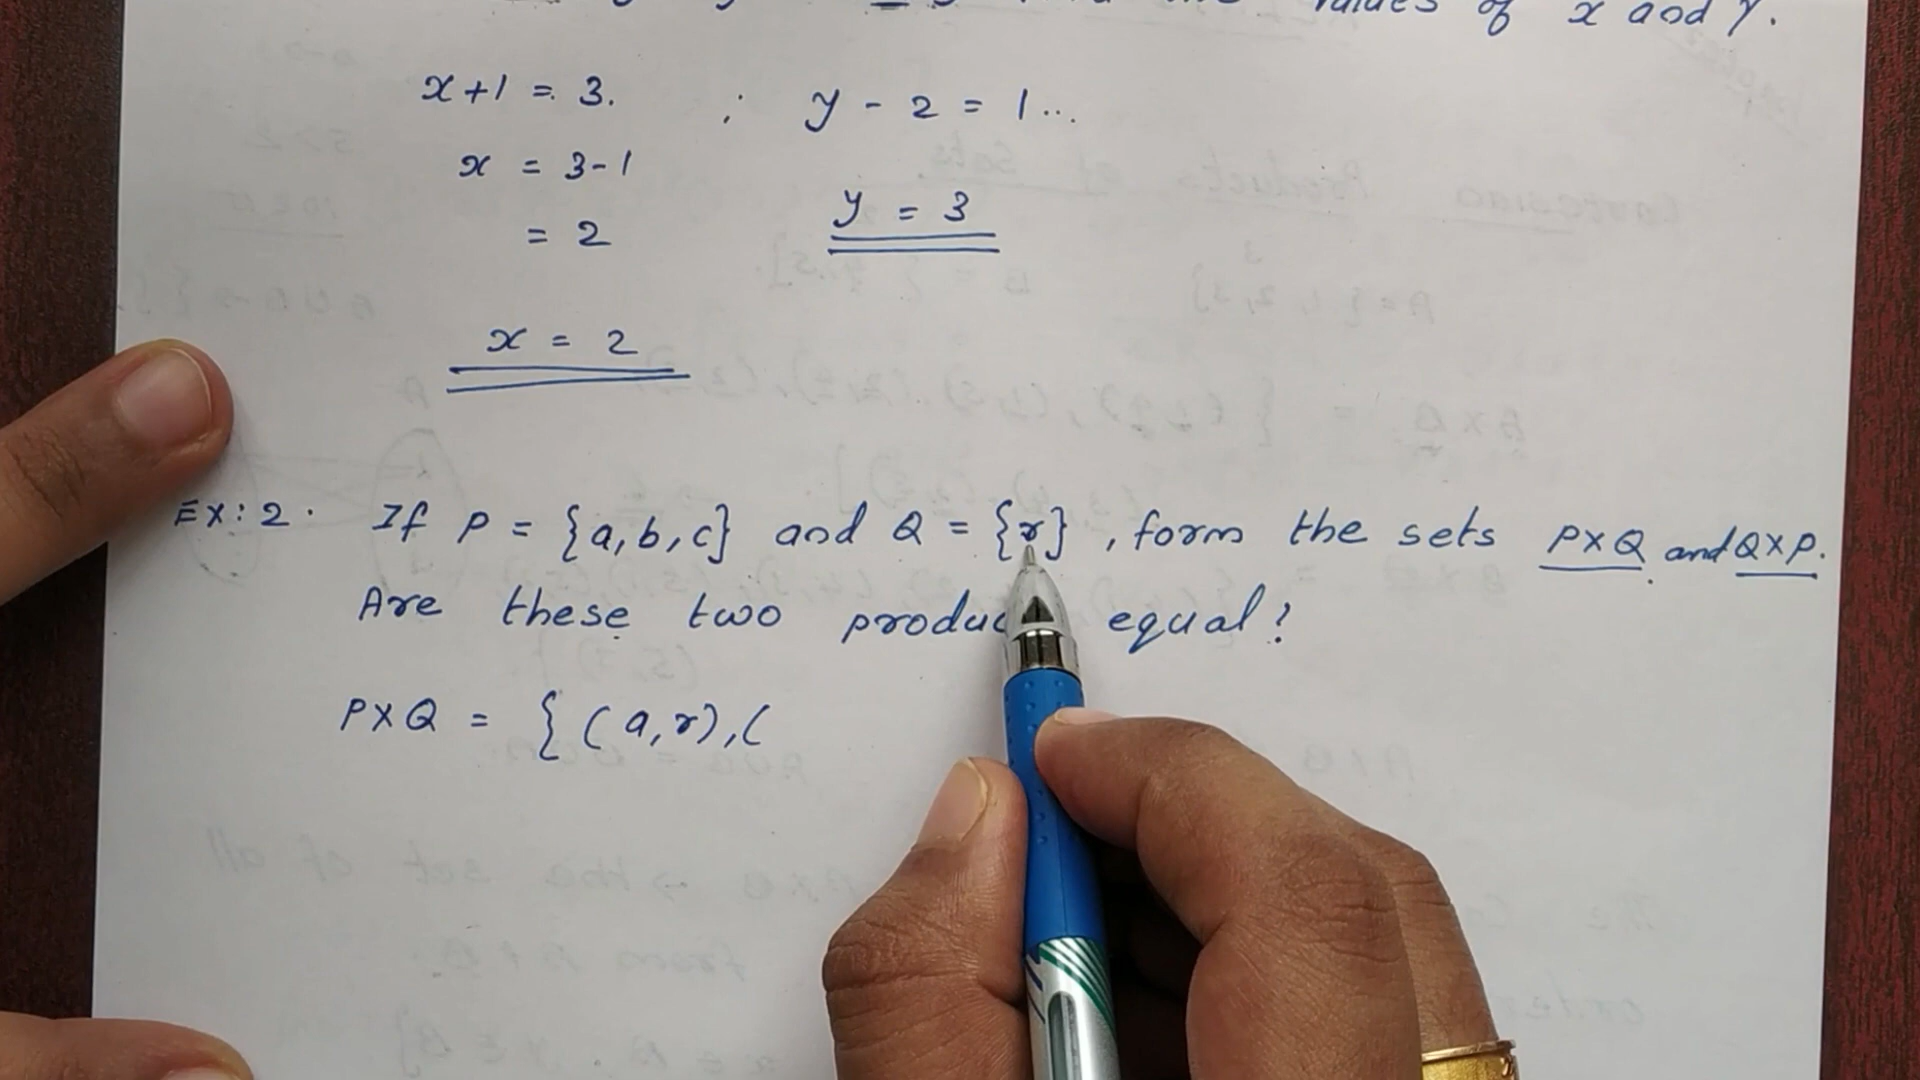 values of x and y.
x+1 = 3. ; y - 2 = 1...
x = 3-1
= 2
y = 3
x = 2
Ex: 2. If P = {a, b, c} and Q = {r}, form the sets P×Q and Q×P.
Are these two equal?
P×Q = { (a, r), (